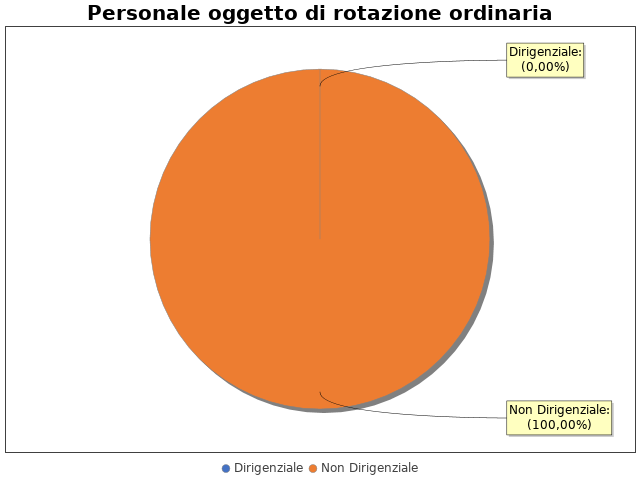 Personale oggetto di rotazione ordinaria
Dirigenziale:
(0,00%)
Non Dirigenziale:
(100,00%)
Dirigenziale Non Dirigenziale